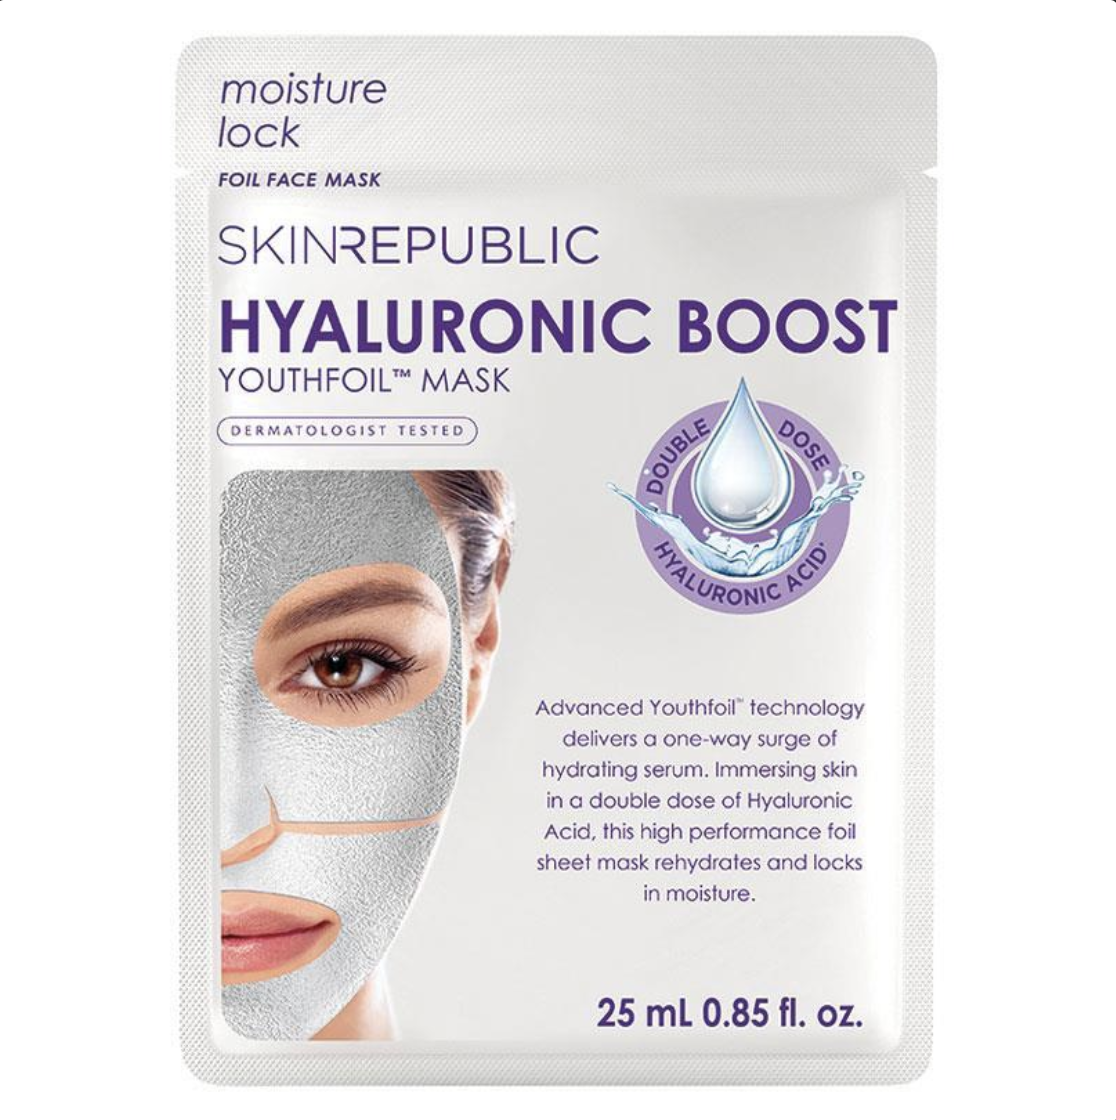 moisture
lock
FOIL FACE MASK
SKINREPUBLIC
HYALURONIC BOOST
YOUTHFOIL™ MASK
DERMATOLOGIST TESTED
DOUBLE DOSE
HYALURONIC ACID*
Advanced Youthfoil™ technology
delivers a one-way surge of
hydrating serum. Immersing skin
in a double dose of Hyaluronic
Acid, this high performance foil
sheet mask rehydrates and locks
in moisture.
25 mL 0.85 fl. oz.